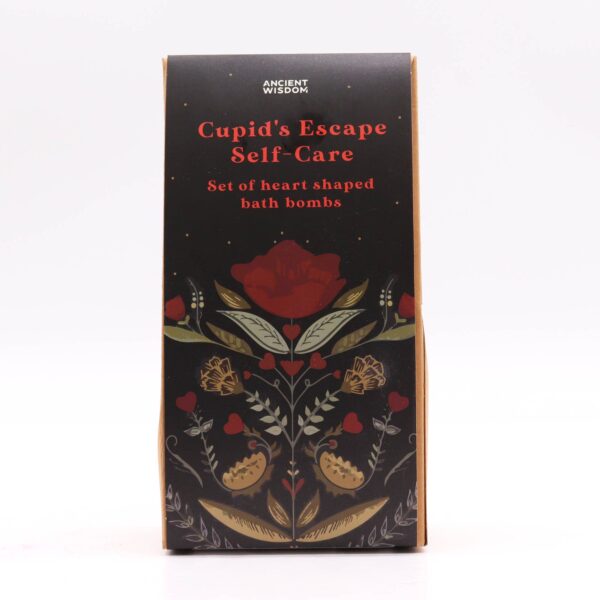 ANCIENT
WISDOM
Cupid's Escape
Self-Care
Set of heart shaped
bath bombs